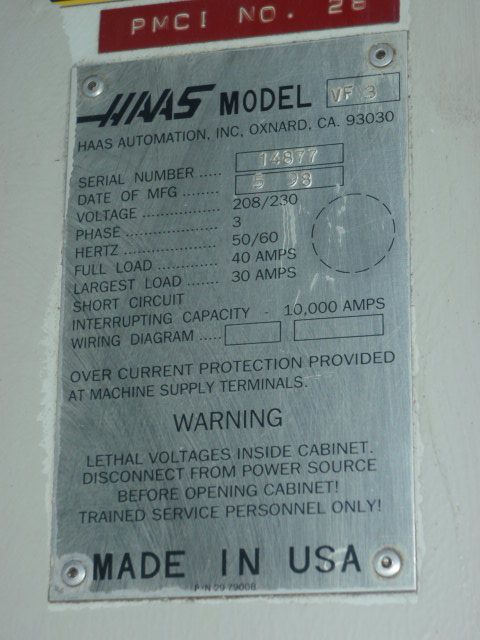 PMCI NO. 28
HAAS MODEL VF 3
HAAS AUTOMATION, INC, OXNARD, CA. 93030
SERIAL NUMBER ..... 14877
DATE OF MFG ........ 5 98
VOLTAGE ................ 208/230
PHASE ................... 3
HERTZ ................... 50/60
FULL LOAD ............. 40 AMPS
LARGEST LOAD ....... 30 AMPS
SHORT CIRCUIT
INTERRUPTING CAPACITY - 10,000 AMPS
WIRING DIAGRAM .....
OVER CURRENT PROTECTION PROVIDED
AT MACHINE SUPPLY TERMINALS.
WARNING
LETHAL VOLTAGES INSIDE CABINET.
DISCONNECT FROM POWER SOURCE
BEFORE OPENING CABINET!
TRAINED SERVICE PERSONNEL ONLY!
MADE IN USA
P/N 29-7900B